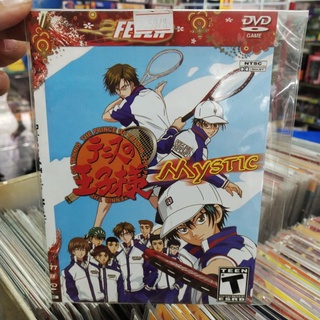 FEVER
DVD
GAME
NTSC
テニスの
王子様
MYSTIC
TEEN
T
ESRB